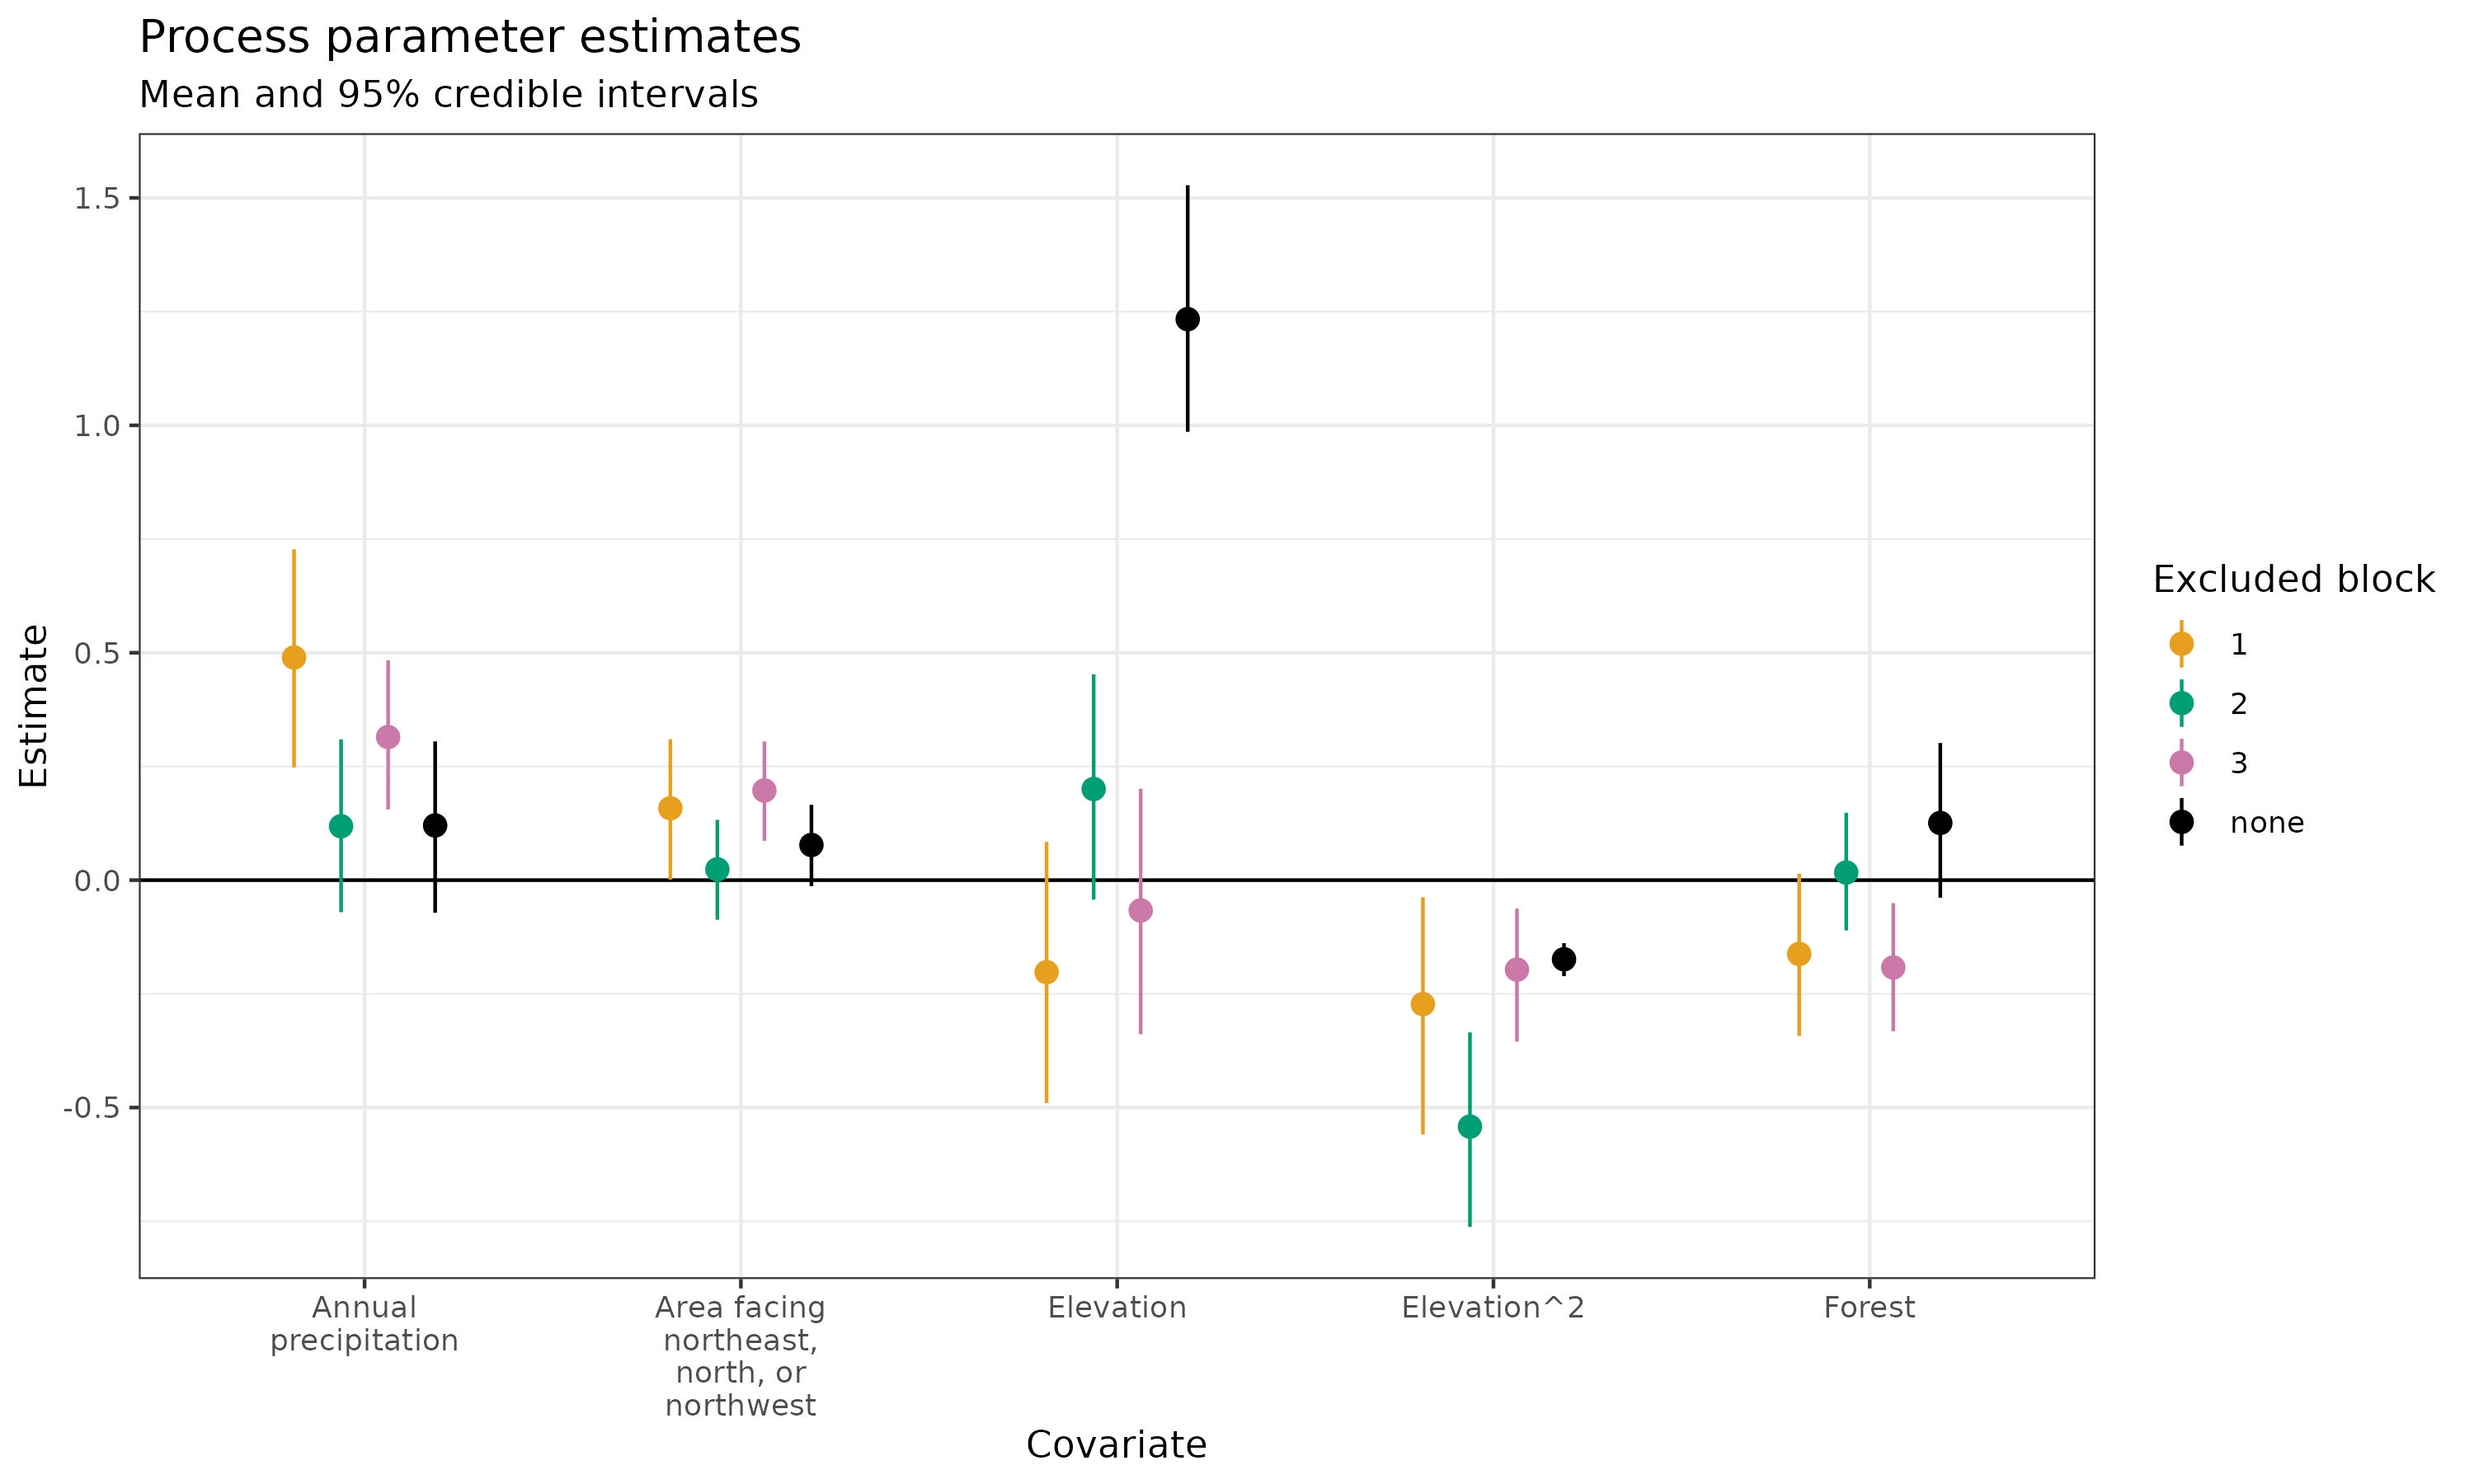 Process parameter estimates
Mean and 95% credible intervals
Estimate
1.5
1.0
0.5
0.0
-0.5
Annual
precipitation
Area facing
northeast,
north, or
northwest
Elevation
Elevation^2
Forest
Covariate
Excluded block
1
2
3
none